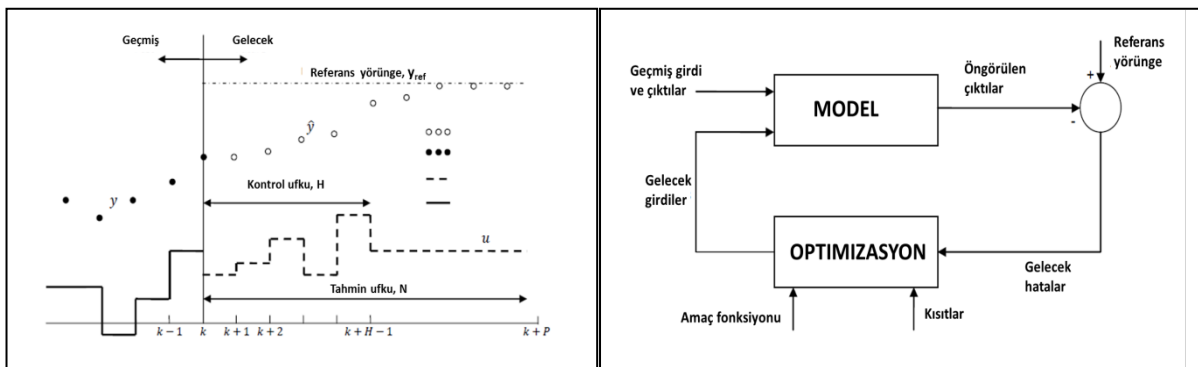 Geçmiş
Gelecek
Referans yörünge, y_ref
ŷ
y
Kontrol ufku, H
u
Tahmin ufku, N
k − 1
k
k+1
k+2
k+H−1
k+P
Geçmiş girdi
ve çıktılar
MODEL
Öngörülen
çıktılar
Referans
yörünge
+
-
Gelecek
girdiler
OPTIMIZASYON
Gelecek
hatalar
Amaç fonksiyonu
Kısıtlar